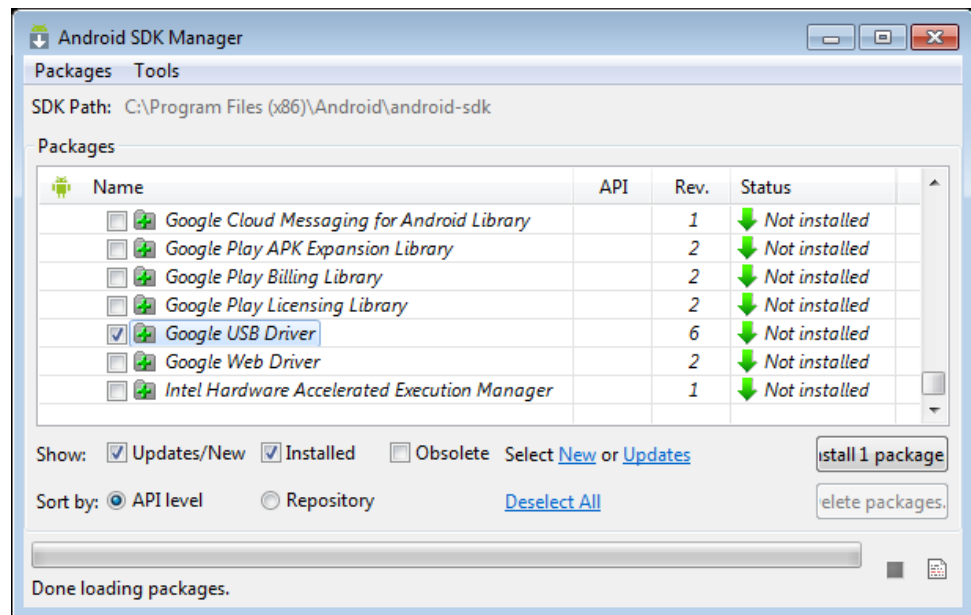 Android SDK Manager
Packages Tools
SDK Path: C:\Program Files (x86)\Android\android-sdk
Packages
Name API Rev. Status
Google Cloud Messaging for Android Library 1 Not installed
Google Play APK Expansion Library 2 Not installed
Google Play Billing Library 2 Not installed
Google Play Licensing Library 2 Not installed
Google USB Driver 6 Not installed
Google Web Driver 2 Not installed
Intel Hardware Accelerated Execution Manager 1 Not installed
Show: Updates/New Installed Obsolete Select New or Updates nstall 1 package
Sort by: API level Repository Deselect All elete packages.
Done loading packages.